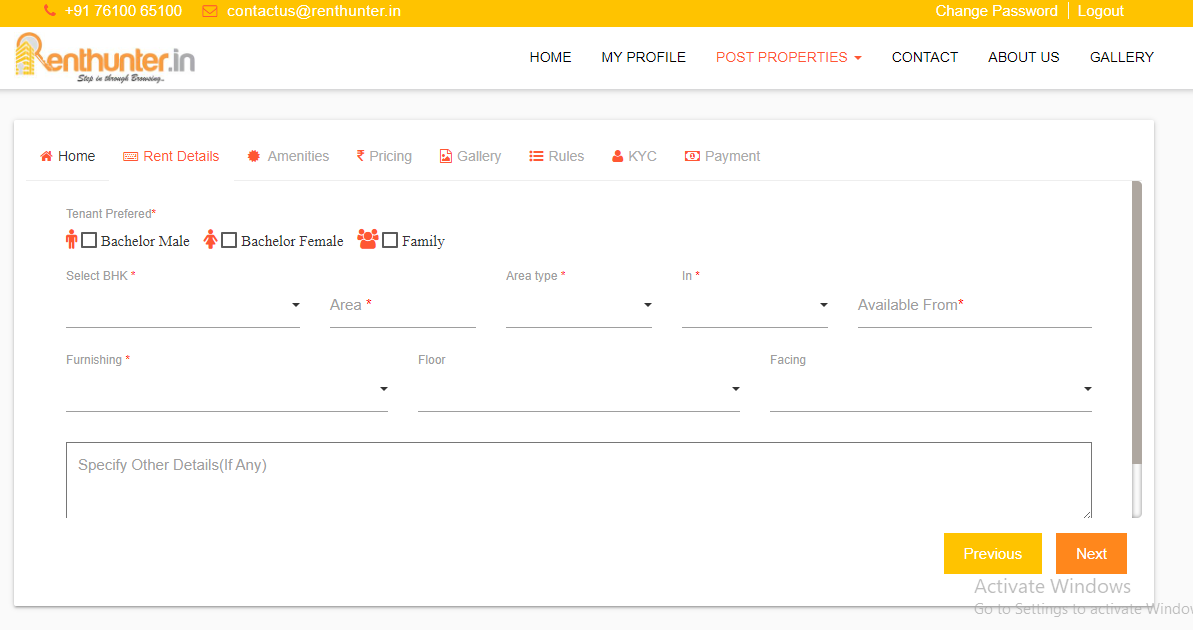 +91 76100 65100 contactus@renthunter.in Change Password Logout
Renthunter.in
Step in through Browsing..
HOME MY PROFILE POST PROPERTIES CONTACT ABOUT US GALLERY
Home Rent Details Amenities ₹ Pricing Gallery Rules KYC Payment
Tenant Prefered*
Bachelor Male Bachelor Female Family
Select BHK * Area type * In *
Area * Available From*
Furnishing * Floor Facing
Specify Other Details(If Any)
Previous Next
Activate Windows
Go to Settings to activate Window